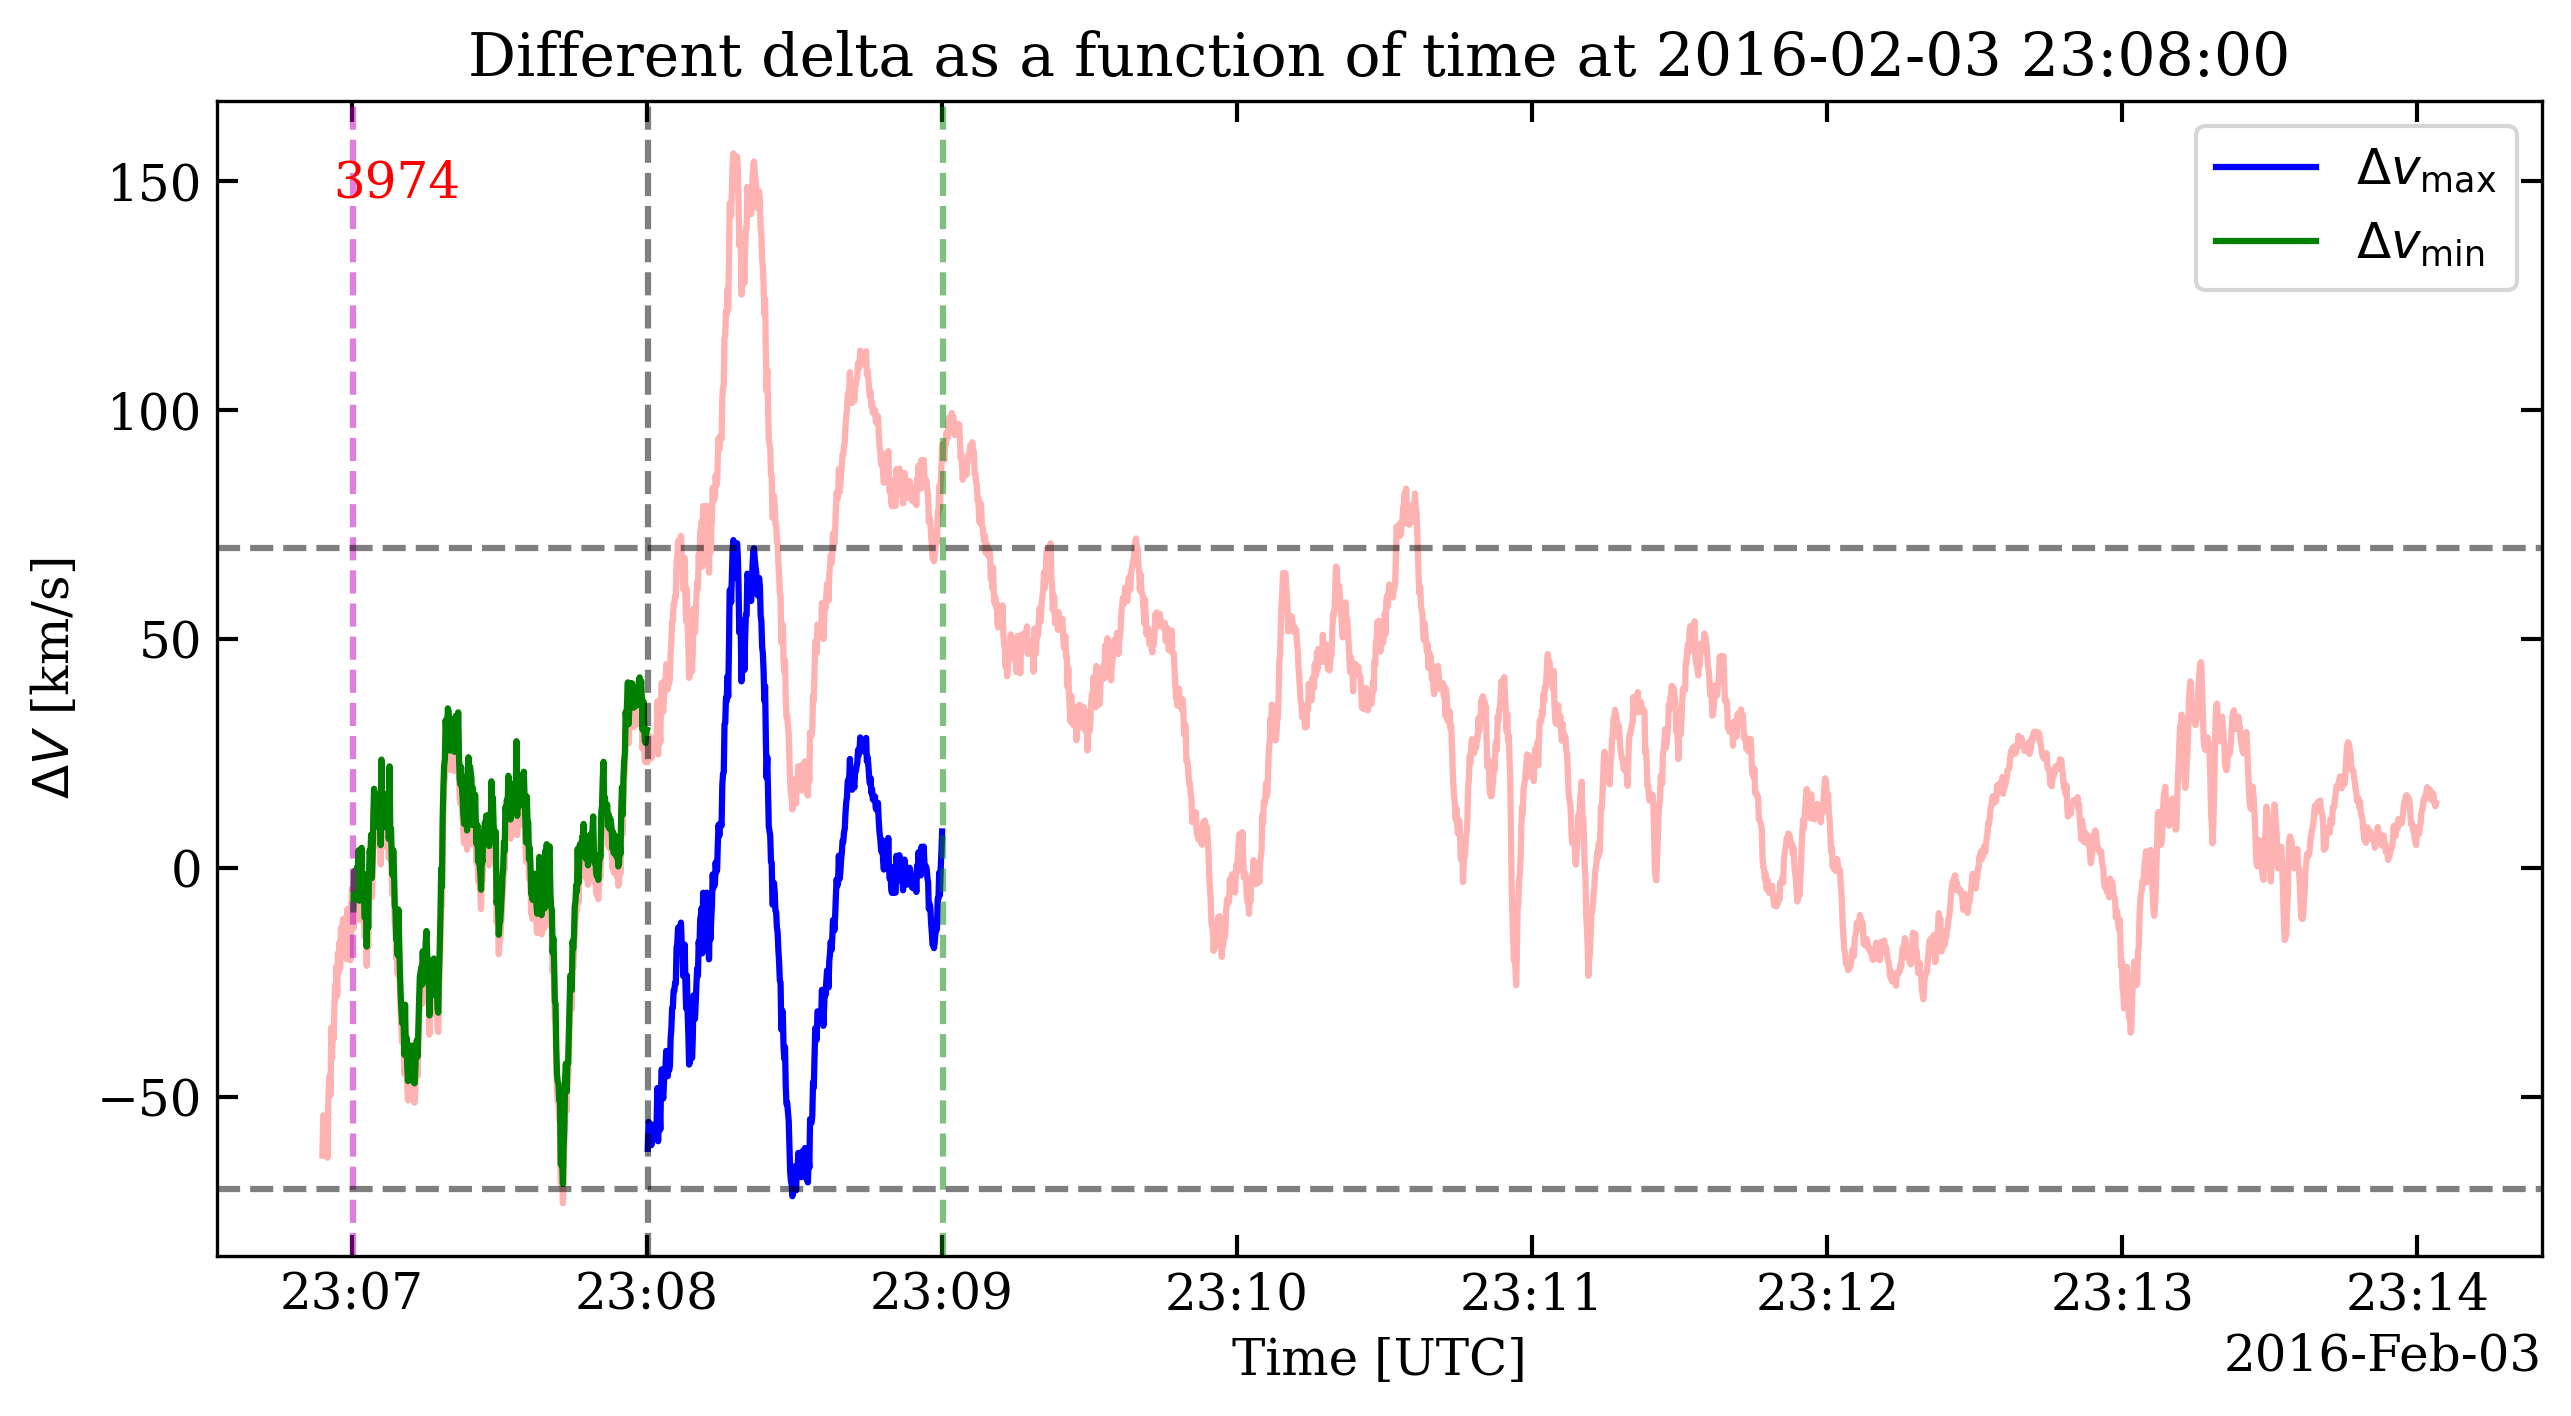 Different delta as a function of time at 2016-02-03 23:08:00
3974
Δv_max
Δv_min
150
100
50
0
−50
ΔV [km/s]
23:07 23:08 23:09 23:10 23:11 23:12 23:13 23:14
Time [UTC]
2016-Feb-03